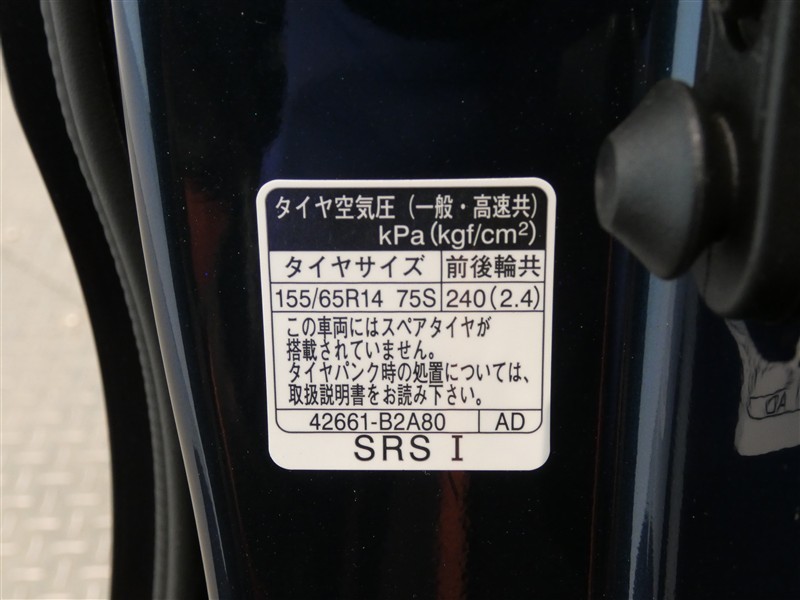 タイヤ空気圧（一般・高速共）
kPa(kgf/cm²)
タイヤサイズ 前後輪共
155/65R14 75S 240(2.4)
この車両にはスペアタイヤが
搭載されていません。
タイヤパンク時の処置については、
取扱説明書をお読み下さい。
42661-B2A80 AD
SRS I